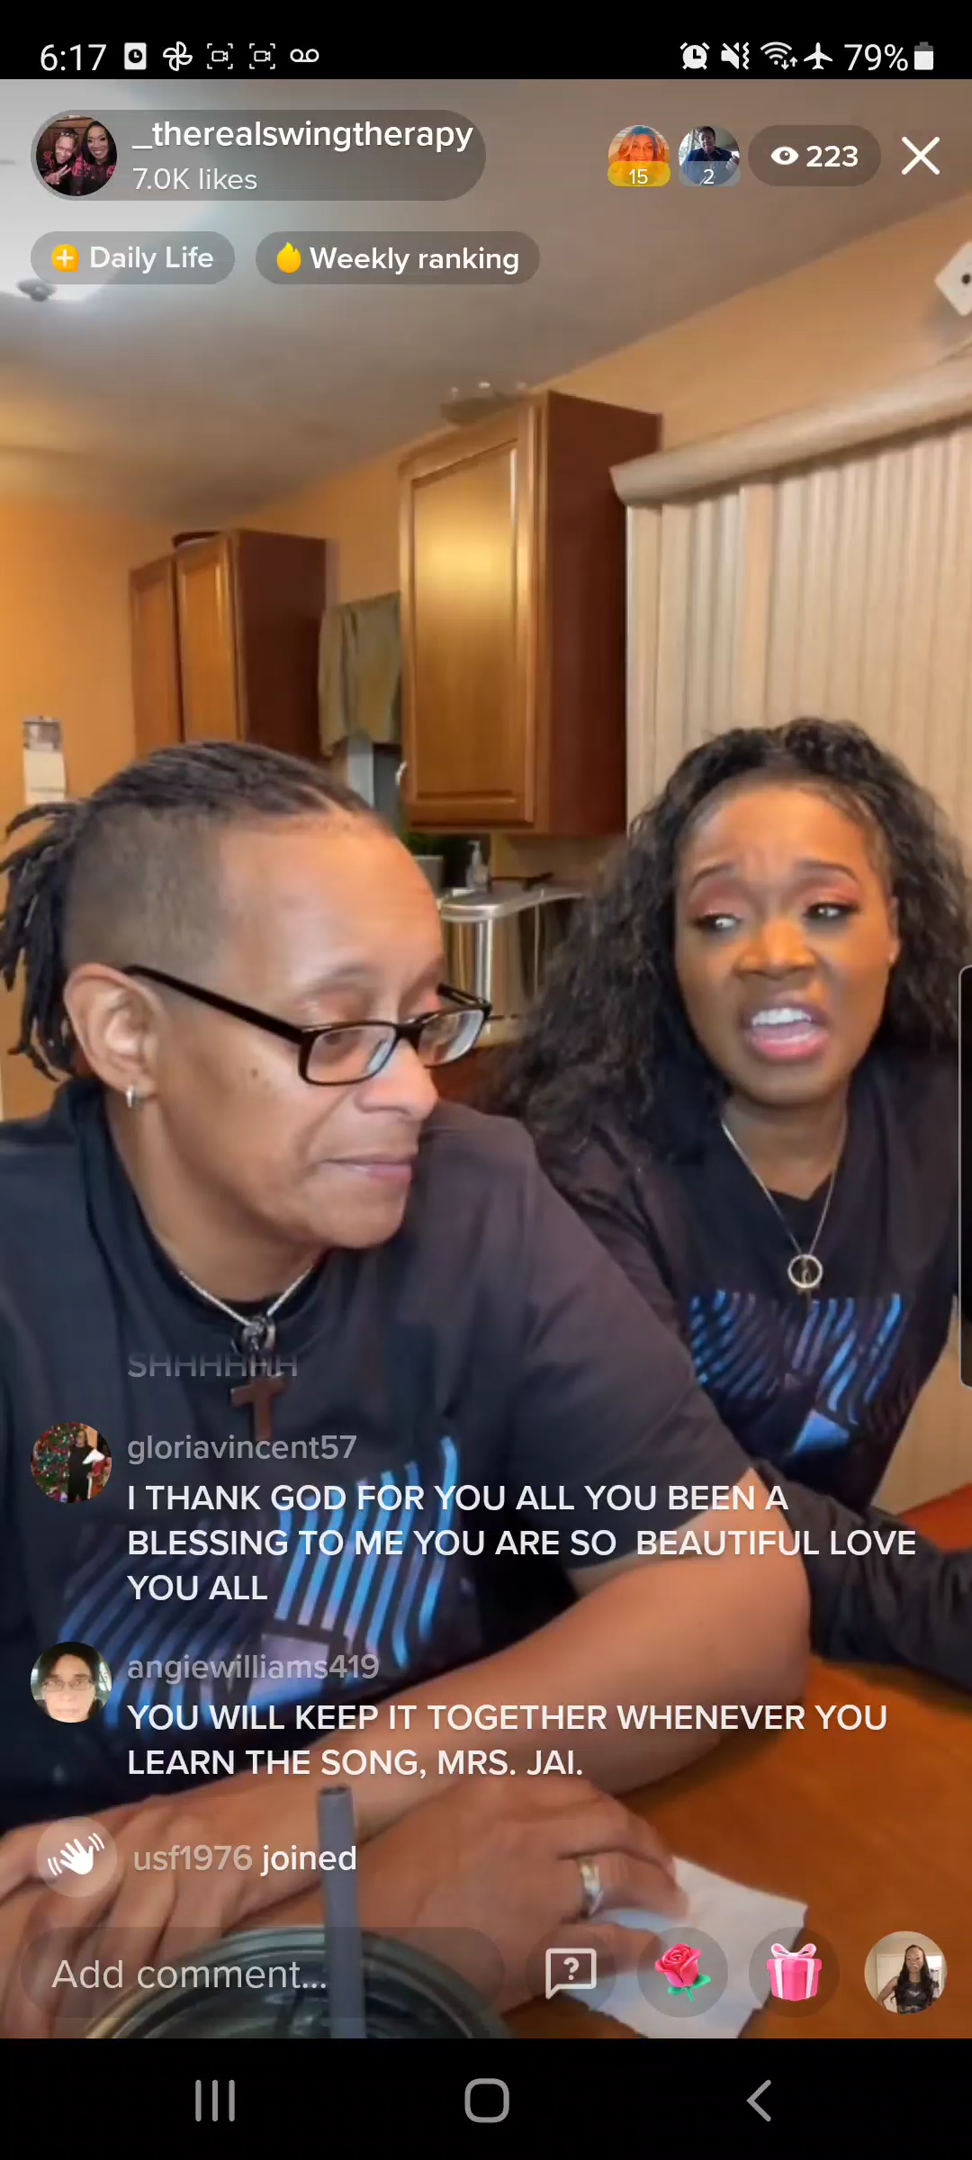 6:17
79%
_therealswingtherapy
7.0K likes
15
2
223
Daily Life
Weekly ranking
SHHHHHH
gloriavincent57
I THANK GOD FOR YOU ALL YOU BEEN A
BLESSING TO ME YOU ARE SO  BEAUTIFUL LOVE
YOU ALL
angiewilliams419
YOU WILL KEEP IT TOGETHER WHENEVER YOU
LEARN THE SONG, MRS. JAI.
usf1976 joined
Add comment...